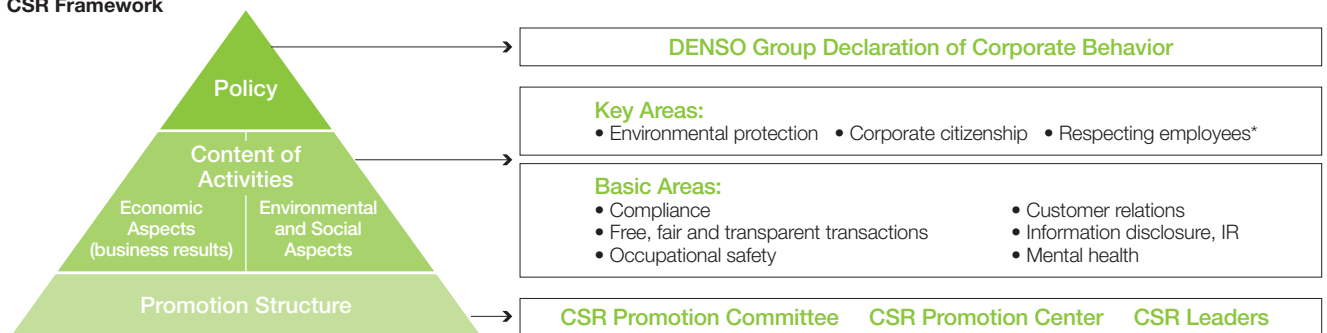 CSR Framework
DENSO Group Declaration of Corporate Behavior
Policy
Key Areas:
• Environmental protection • Corporate citizenship • Respecting employees*
Content of
Activities
Economic
Aspects
(business results)
Environmental
and Social
Aspects
Basic Areas:
• Compliance
• Free, fair and transparent transactions
• Occupational safety
• Customer relations
• Information disclosure, IR
• Mental health
Promotion Structure
CSR Promotion Committee CSR Promotion Center CSR Leaders